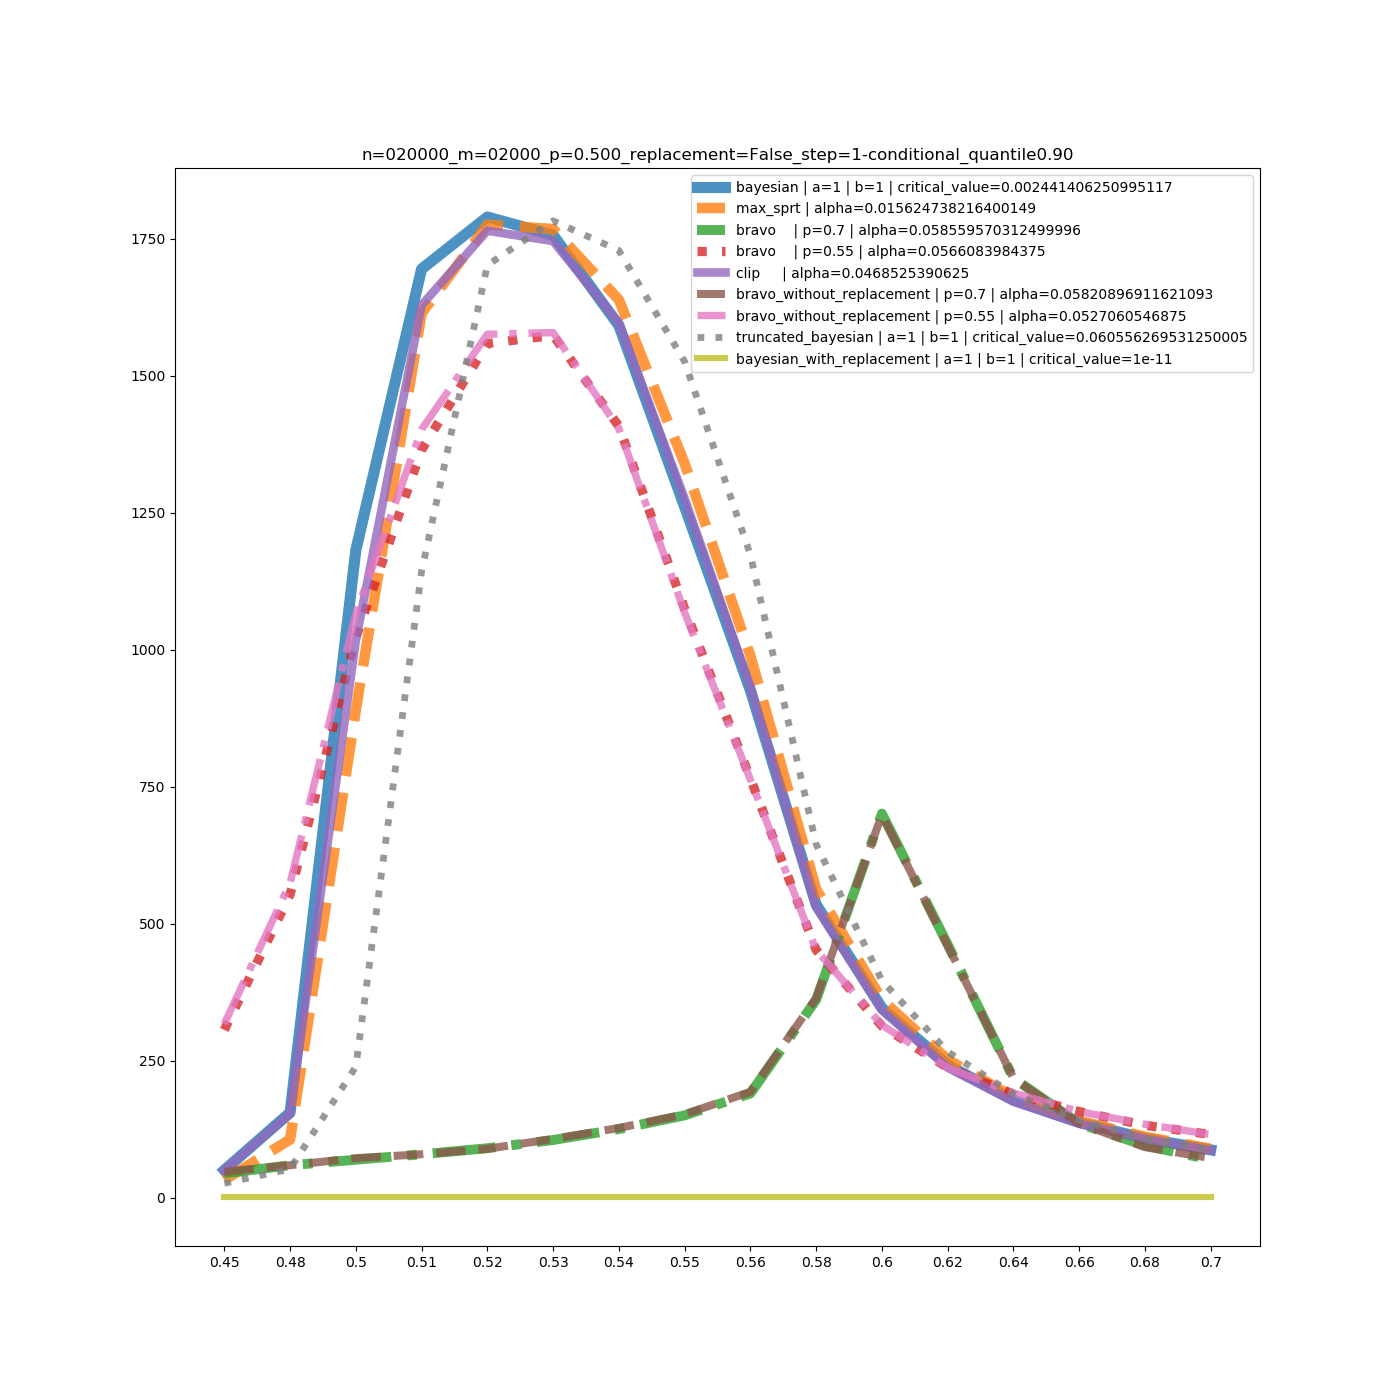 n=020000_m=02000_p=0.500_replacement=False_step=1-conditional_quantile0.90
bayesian | a=1 | b=1 | critical_value=0.002441406250995117
max_sprt | alpha=0.015624738216400149
bravo    | p=0.7 | alpha=0.058559570312499996
bravo    | p=0.55 | alpha=0.0566083984375
clip     | alpha=0.0468525390625
bravo_without_replacement | p=0.7 | alpha=0.05820896911621093
bravo_without_replacement | p=0.55 | alpha=0.0527060546875
truncated_bayesian | a=1 | b=1 | critical_value=0.060556269531250005
bayesian_with_replacement | a=1 | b=1 | critical_value=1e-11
1750
1500
1250
1000
750
500
250
0
0.45 0.48 0.5 0.51 0.52 0.53 0.54 0.55 0.56 0.58 0.6 0.62 0.64 0.66 0.68 0.7